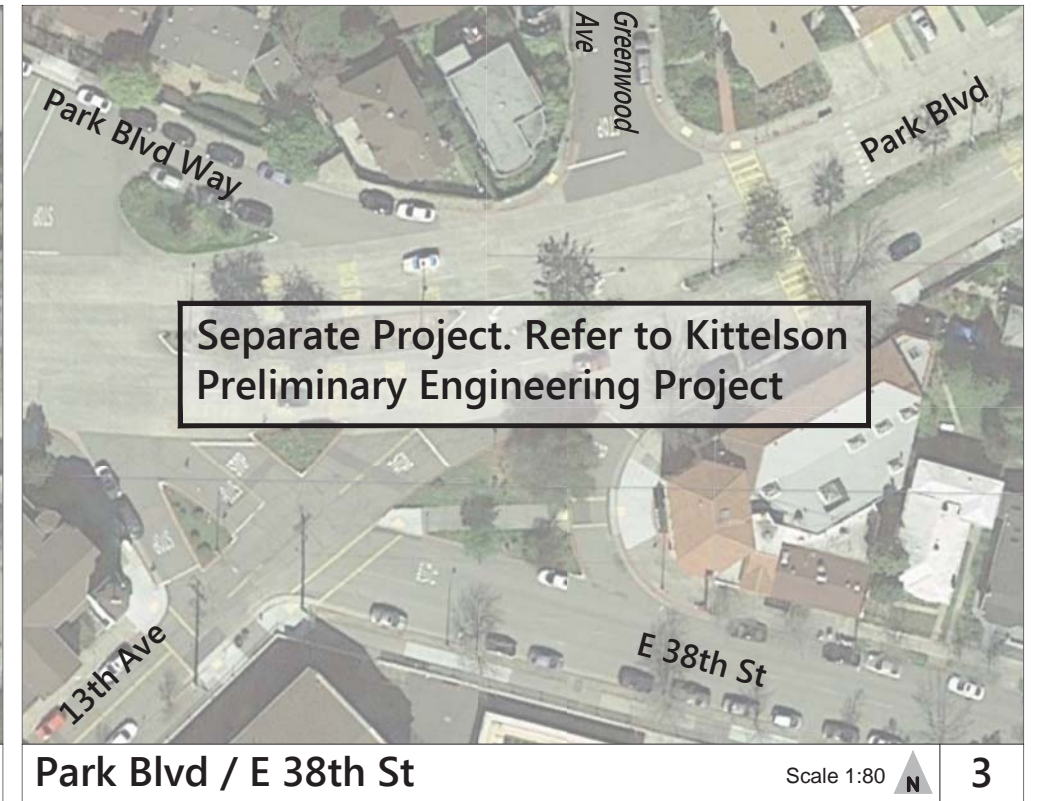 Greenwood
Ave
Park Blvd
Park Blvd Way
Separate Project. Refer to Kittelson
Preliminary Engineering Project
E 38th St
13th Ave
Park Blvd / E 38th St
Scale 1:80
N
3